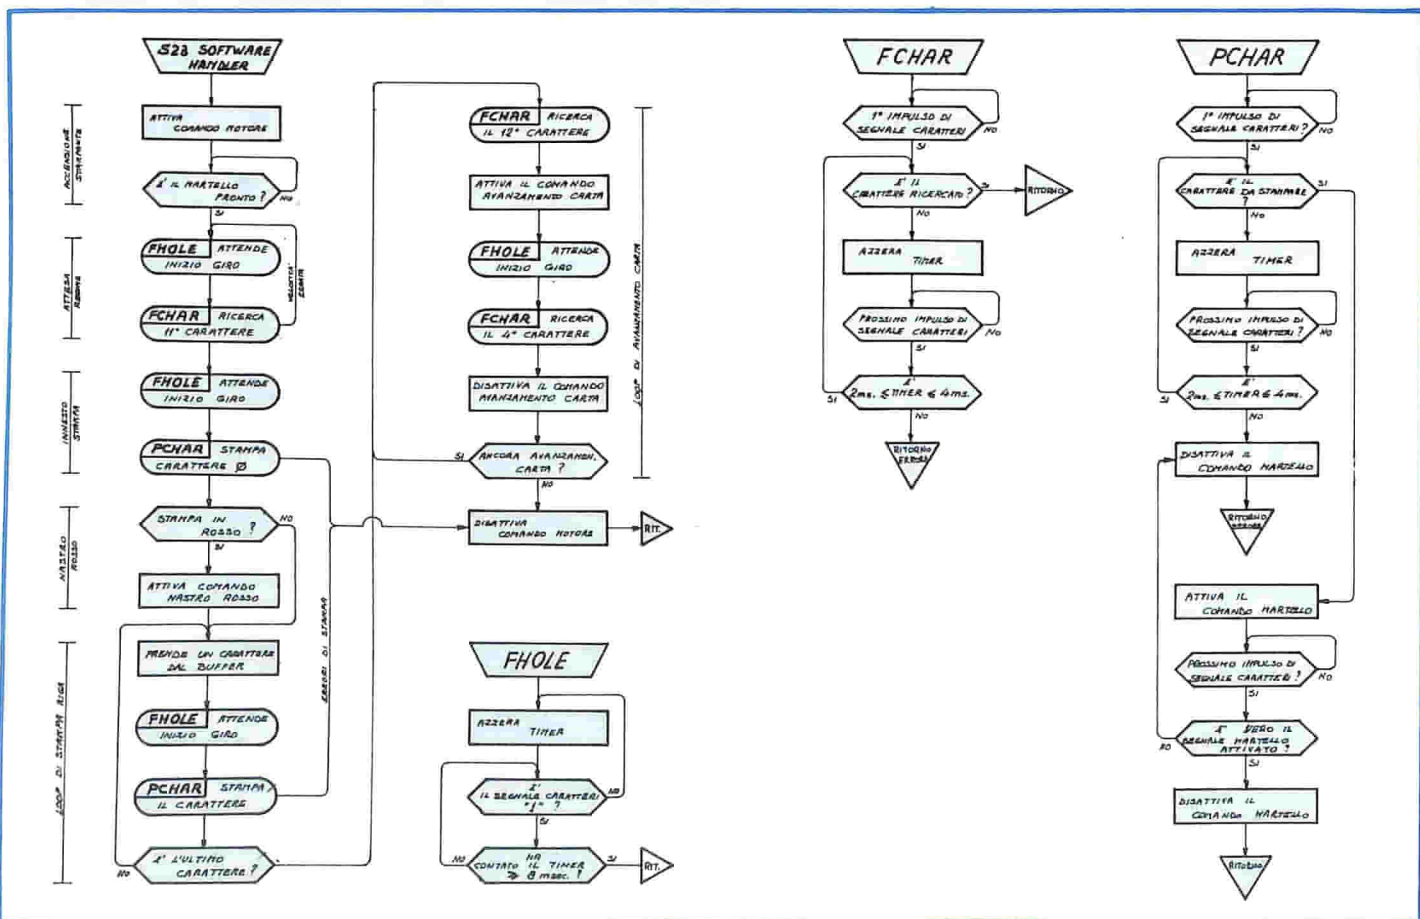 S23 SOFTWARE
HANDLER
ACCENSIONE
STAMPANTE
ATTIVA
COMANDO MOTORE
E' IL MARTELLO
PRONTO ?
NO
SI
ATTESA
REGIME
FHOLE ATTENDE
INIZIO GIRO
VELOCITA'
ERRATA
FCHAR RICERCA
11° CARATTERE
INNESTO
STAMPA
FHOLE ATTENDE
INIZIO GIRO
PCHAR STAMPA
CARATTERE Ø
NASTRO
ROSSO
STAMPA IN
ROSSO ?
NO
SI
ATTIVA COMANDO
NASTRO ROSSO
LOOP DI STAMPA RIGA
PRENDE UN CARATTERE
DAL BUFFER
FHOLE ATTENDE
INIZIO GIRO
PCHAR STAMPA
IL CARATTERE
E' L'ULTIMO
CARATTERE ?
NO
ERRORI DI STAMPA
FCHAR RICERCA
IL 12° CARATTERE
ATTIVA IL COMANDO
AVANZAMENTO CARTA
FHOLE ATTENDE
INIZIO GIRO
FCHAR RICERCA
IL 4° CARATTERE
DISATTIVA IL COMANDO
AVANZAMENTO CARTA
ANCORA AVANZAMEN.
CARTA ?
SI
NO
LOOP DI AVANZAMENTO CARTA
DISATTIVA
COMANDO MOTORE
RIT.
FHOLE
AZZERA
TIMER
E'
IL SEGNALE CARATTERI
"1" ?
NO
SI
HA
CONTATO IL TIMER
≥ 8 msec. ?
NO
SI
RIT.
FCHAR
1° IMPULSO DI
SEGNALE CARATTERI
NO
SI
E' IL
CARATTERE RICERCATO ?
SI
RITORNO
NO
AZZERA
TIMER
PROSSIMO IMPULSO DI
SEGNALE CARATTERI
NO
SI
E'
2ms. ≤ TIMER ≤ 4ms.
SI
NO
RITORNO
ERRORE
PCHAR
1° IMPULSO DI
SEGNALE CARATTERI ?
NO
SI
E' IL
CARATTERE DA STAMPARE
?
SI
NO
AZZERA
TIMER
PROSSIMO IMPULSO DI
SEGNALE CARATTERI ?
NO
SI
E'
2ms. ≤ TIMER ≤ 4ms.
SI
NO
DISATTIVA IL
COMANDO MARTELLO
RITORNO
ERRORE
ATTIVA IL
COMANDO MARTELLO
PROSSIMO IMPULSO DI
SEGNALE CARATTERI ?
NO
SI
E' VERO IL
SEGNALE MARTELLO
ATTIVATO ?
NO
SI
DISATTIVA IL
COMANDO MARTELLO
RITORNO